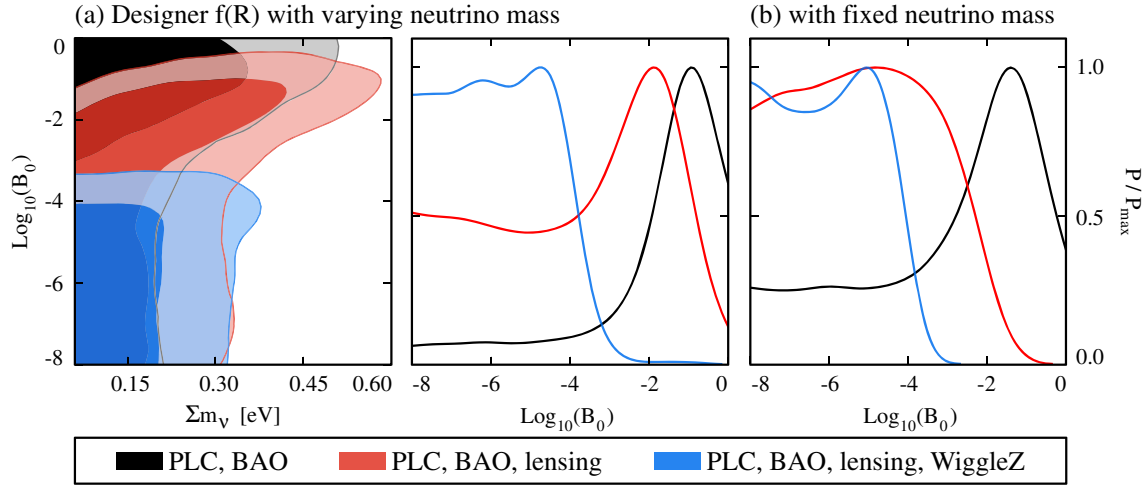 (a) Designer f(R) with varying neutrino mass
(b) with fixed neutrino mass
0
-2
-4
-6
-8
Log10(B0)
0.15
0.30
0.45
0.60
Σmν [eV]
-8
-6
-4
-2
0
Log10(B0)
-8
-6
-4
-2
0
Log10(B0)
1.0
0.5
0.0
P / Pmax
PLC, BAO
PLC, BAO, lensing
PLC, BAO, lensing, WiggleZ